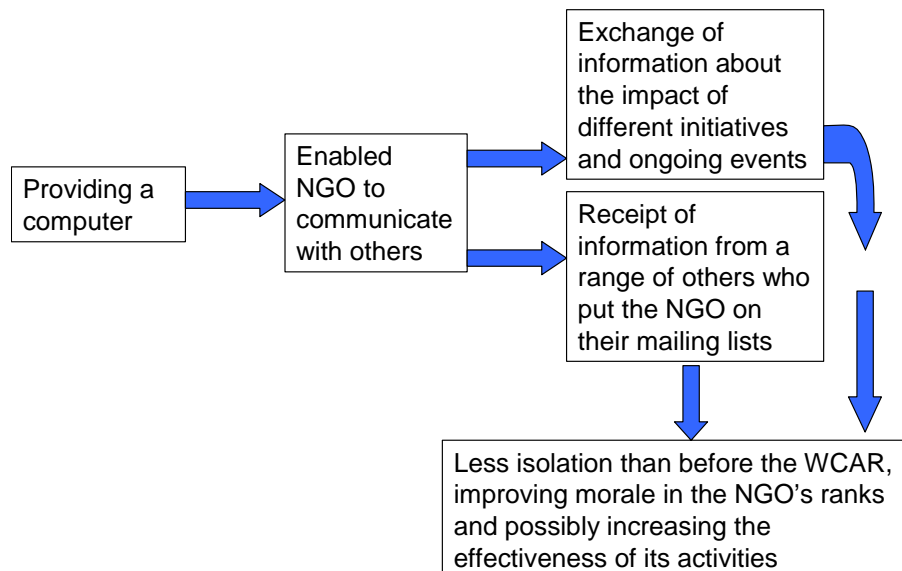 Providing a
computer
Enabled
NGO to
communicate
with others
Exchange of
information about
the impact of
different initiatives
and ongoing events
Receipt of
information from a
range of others who
put the NGO on
their mailing lists
Less isolation than before the WCAR,
improving morale in the NGO’s ranks
and possibly increasing the
effectiveness of its activities